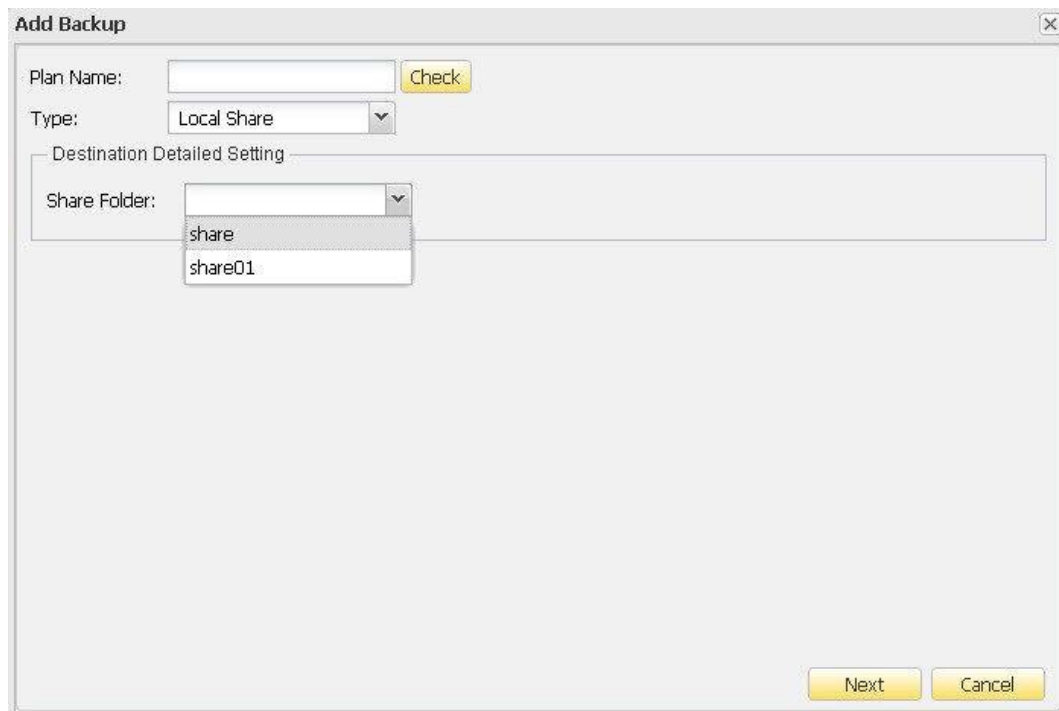 Add Backup
Plan Name: Check
Type: Local Share
Destination Detailed Setting
Share Folder:
share
share01
Next Cancel